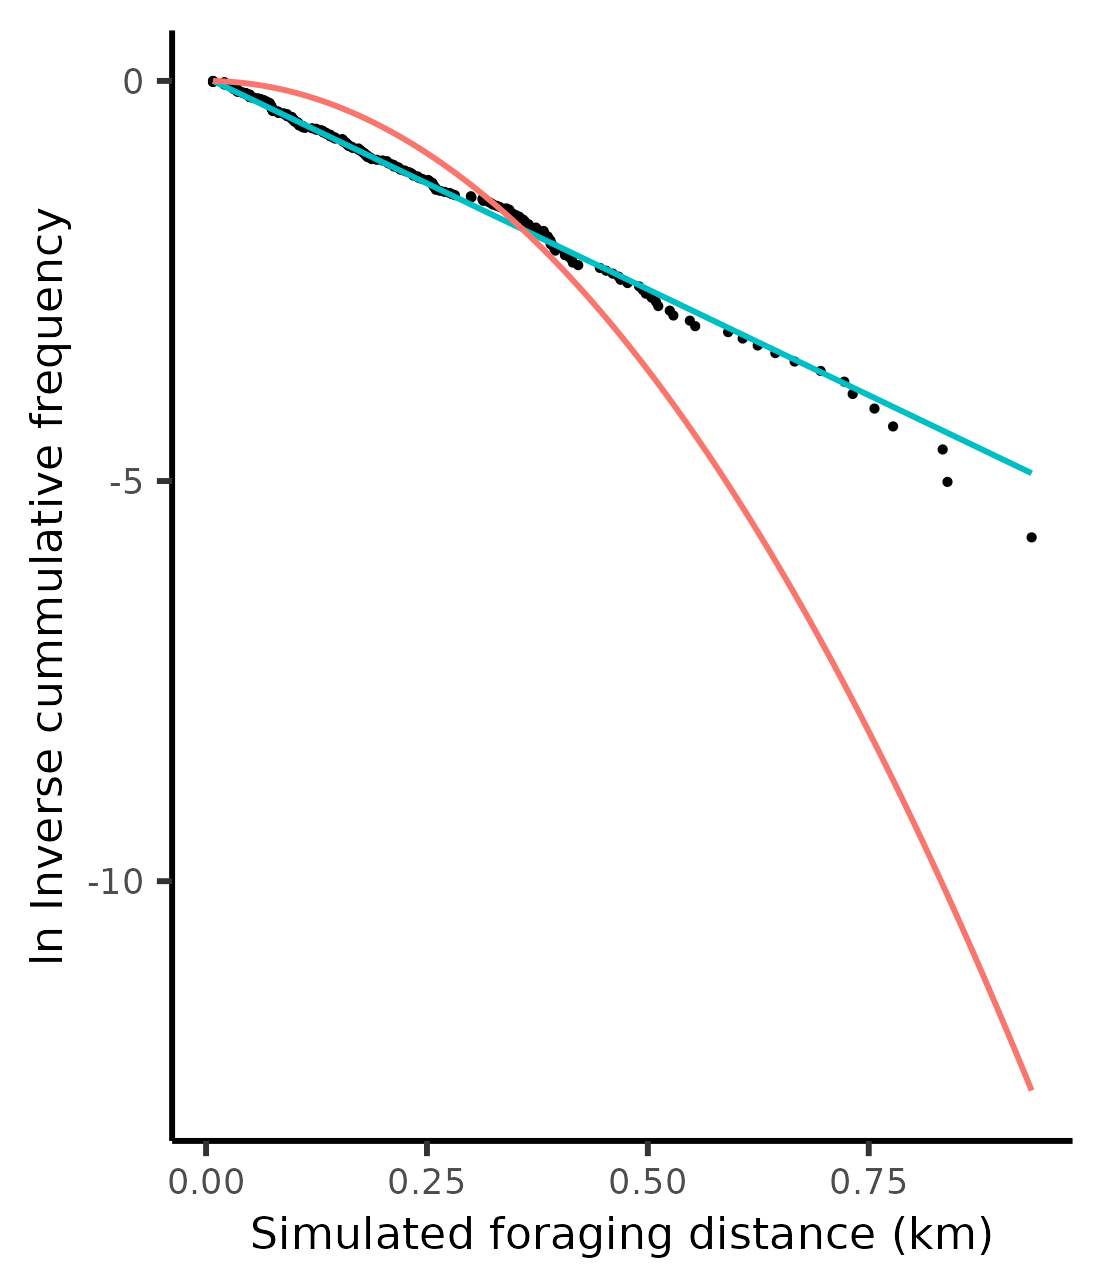 ln Inverse cummulative frequency
0
-5
-10
0.00 0.25 0.50 0.75
Simulated foraging distance (km)